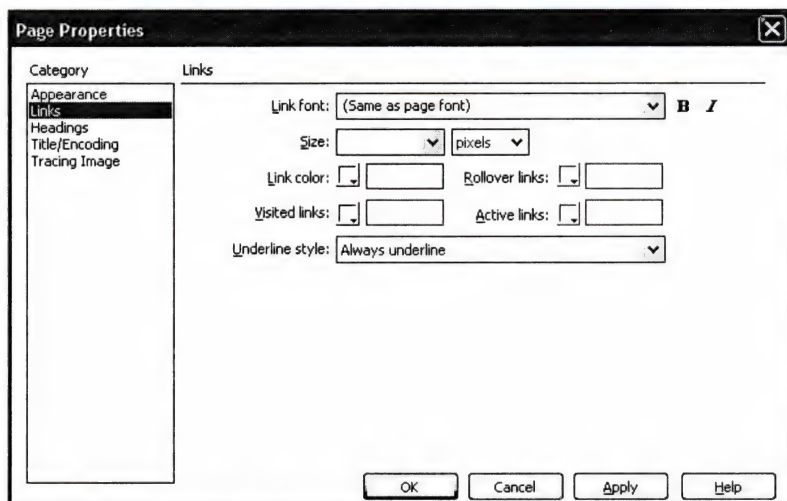 Page Properties
Category
Links
Appearance
Links
Headings
Title/Encoding
Tracing Image
Link font: (Same as page font) B I
Size: pixels
Link color: Rollover links:
Visited links: Active links:
Underline style: Always underline
OK Cancel Apply Help